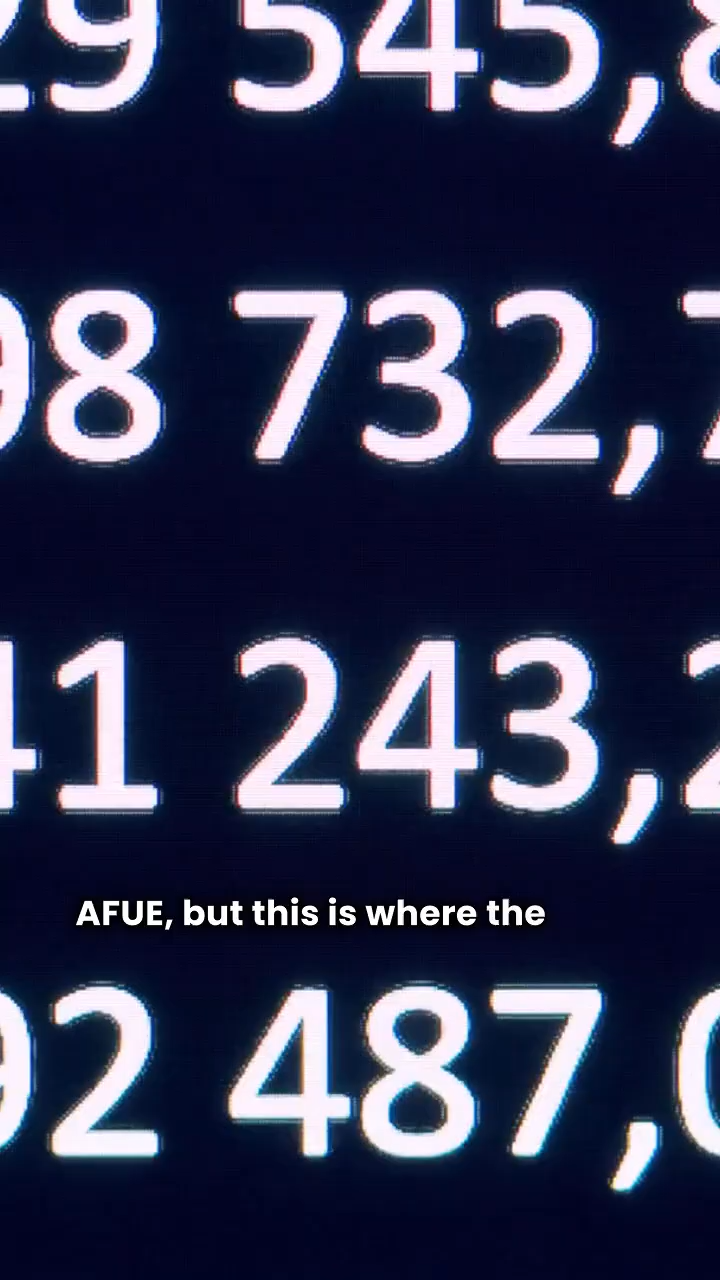 29 545,8
98 732,7
41 243,2
AFUE, but this is where the
92 487,0